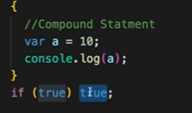 {
//Compound Statment
var a = 10;
console.log(a);
}
if (true) true;